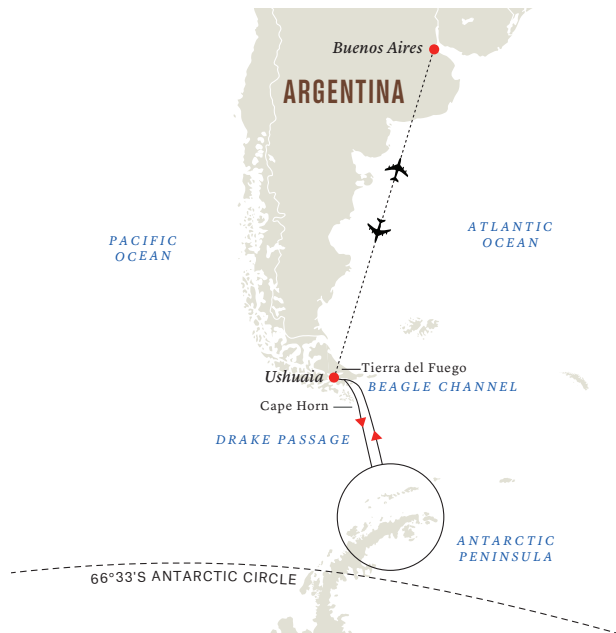 Buenos Aires
ARGENTINA
PACIFIC
OCEAN
ATLANTIC
OCEAN
Tierra del Fuego
Ushuaia
BEAGLE CHANNEL
Cape Horn
DRAKE PASSAGE
ANTARCTIC
PENINSULA
66°33'S ANTARCTIC CIRCLE